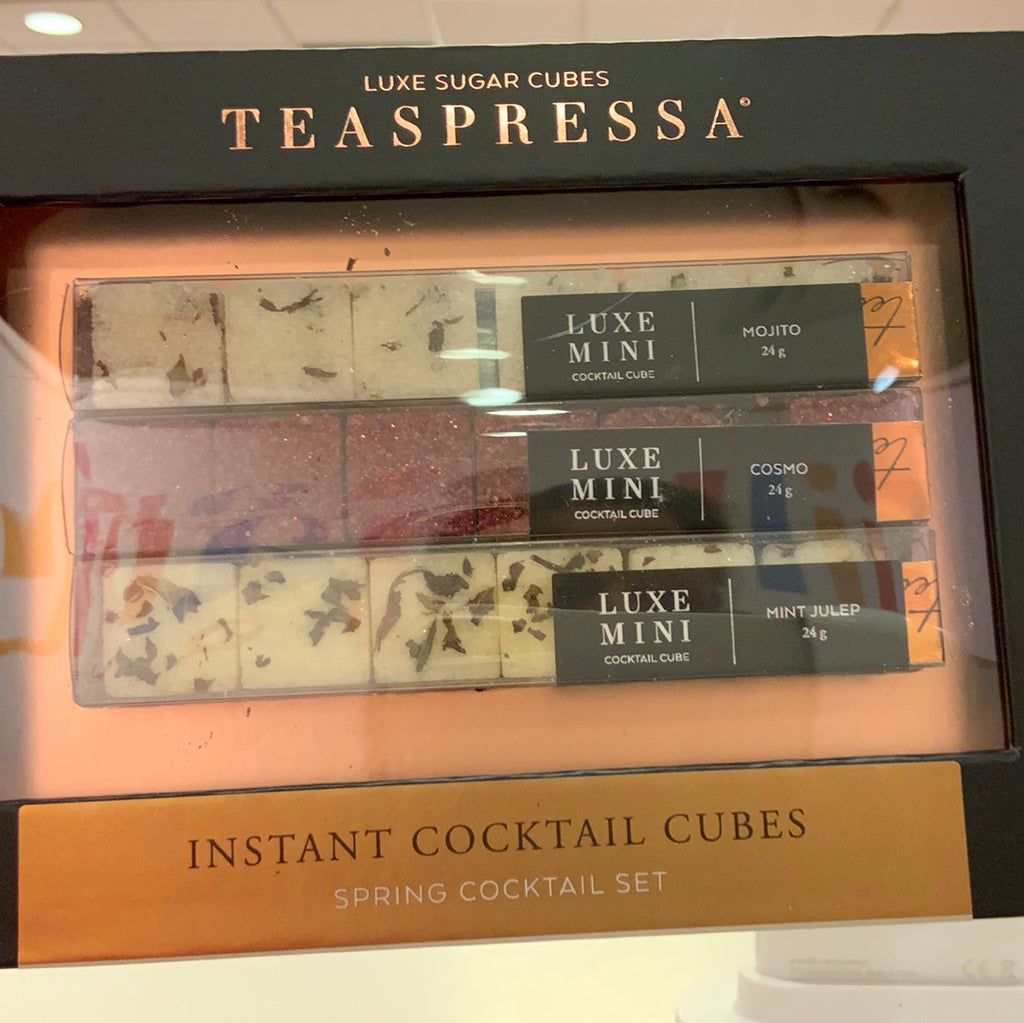 LUXE SUGAR CUBES
TEASPRESSA
LUXE
MINI
COCKTAIL CUBE
MOJITO
24 g
LUXE
MINI
COCKTAIL CUBE
COSMO
24 g
LUXE
MINI
COCKTAIL CUBE
MINT JULEP
24 g
INSTANT COCKTAIL CUBES
SPRING COCKTAIL SET